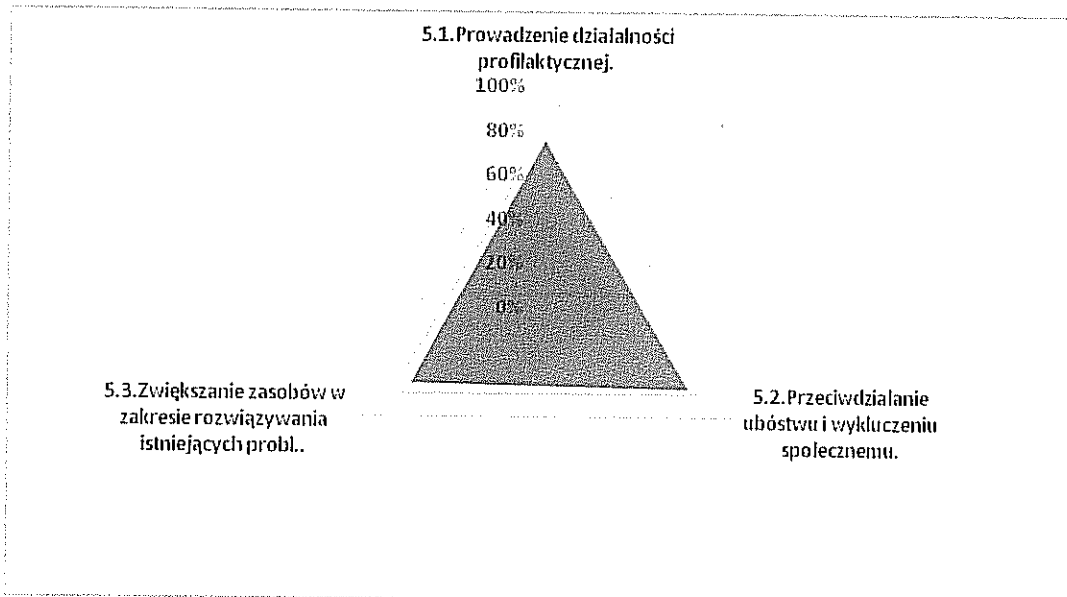 5.1.Prowadzenie działalności
profilaktycznej.
100%
80%
60%
40%
20%
0%
5.3.Zwiększanie zasobów w
zakresie rozwiązywania
istniejących probl..
5.2.Przeciwdziałanie
ubóstwu i wykluczeniu
społecznemu.